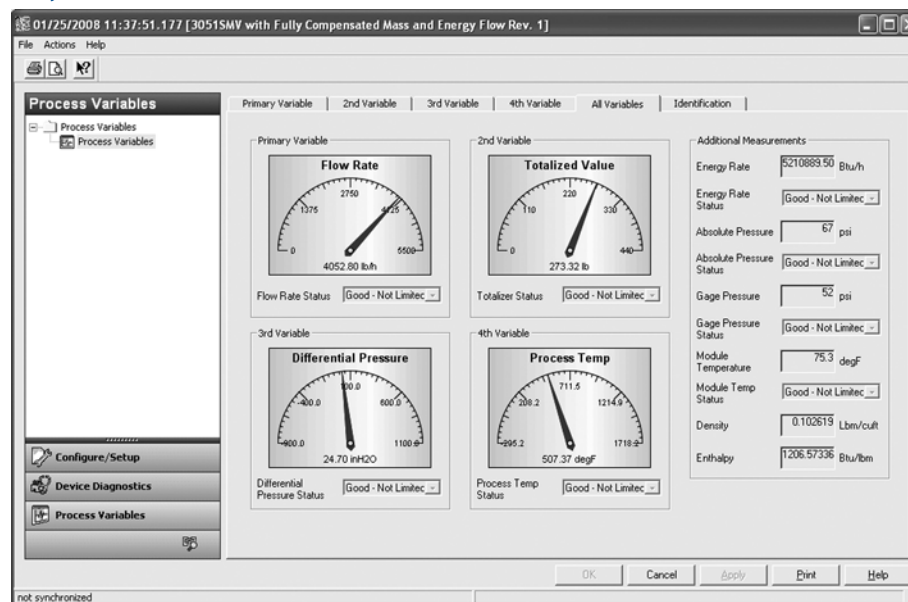 01/25/2008 11:37:51.177 [3051SMV with Fully Compensated Mass and Energy Flow Rev. 1]
File Actions Help
Process Variables
Process Variables
Process Variables
Configure/Setup
Device Diagnostics
Process Variables
Primary Variable 2nd Variable 3rd Variable 4th Variable All Variables Identification
Primary Variable
Flow Rate
0 1375 2750 4125 5500
4052.80 lb/h
Flow Rate Status Good - Not Limitec
2nd Variable
Totalized Value
0 110 220 330 440
273.32 lb
Totalizer Status Good - Not Limitec
3rd Variable
Differential Pressure
-900.0 -400.0 100.0 600.0 1100.0
24.70 inH2O
Differential
Pressure Status Good - Not Limitec
4th Variable
Process Temp
-295.2 208.2 711.5 1214.9 1718.2
507.37 degF
Process Temp
Status Good - Not Limitec
Additional Measurements
Energy Rate 5210889.50 Btu/h
Energy Rate
Status Good - Not Limitec
Absolute Pressure 67 psi
Absolute Pressure
Status Good - Not Limitec
Gage Pressure 52 psi
Gage Pressure
Status Good - Not Limitec
Module
Temperature 75.3 degF
Module Temp
Status Good - Not Limitec
Density 0.102619 Lbm/cuft
Enthalpy 1206.57336 Btu/lbm
OK Cancel Apply Print Help
not synchronized